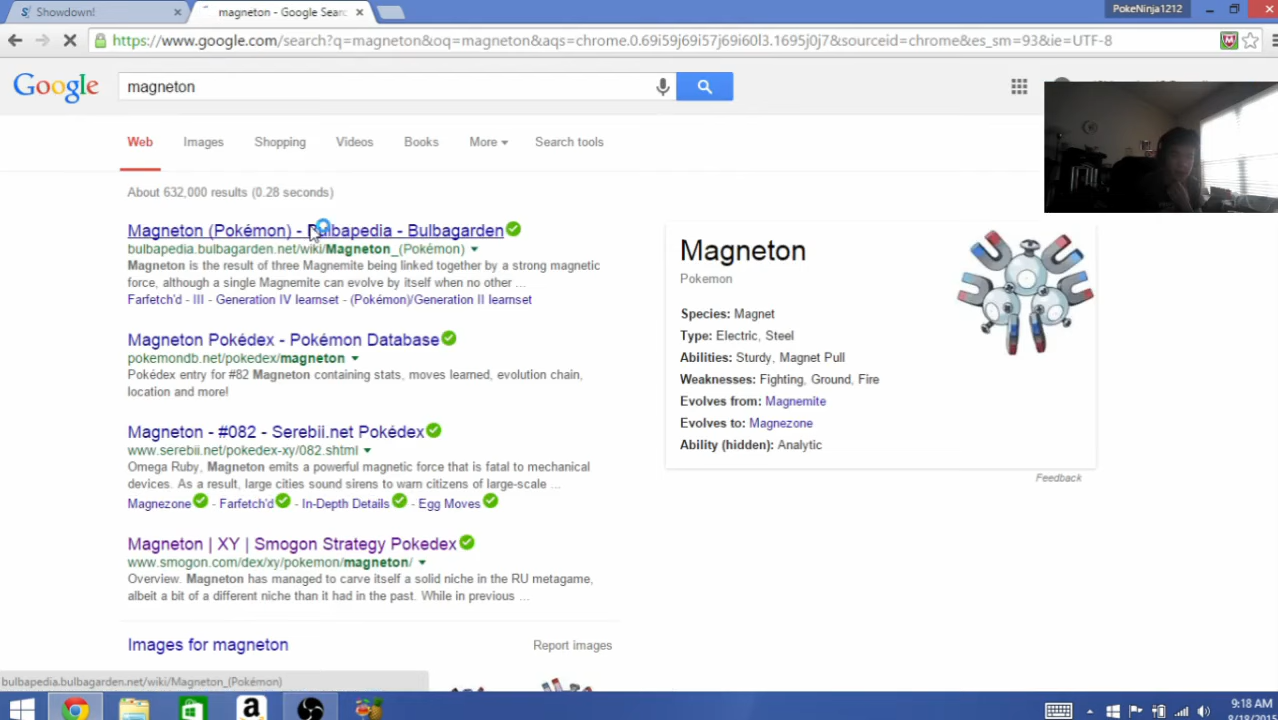 Showdown!
magneton - Google Searc
PokeNinja1212
https://www.google.com/search?q=magneton&oq=magneton&aqs=chrome.0.69i59j69i57j69i60l3.1695j0j7&sourceid=chrome&es_sm=93&ie=UTF-8
Google
magneton
Web Images Shopping Videos Books More Search tools
About 632,000 results (0.28 seconds)
Magneton (Pokémon) - Bulbapedia - Bulbagarden
bulbapedia.bulbagarden.net/wiki/Magneton_(Pokémon)
Magneton is the result of three Magnemite being linked together by a strong magnetic
force, although a single Magnemite can evolve by itself when no other ...
Farfetch'd - III - Generation IV learnset - (Pokémon)/Generation II learnset
Magneton Pokédex - Pokémon Database
pokemondb.net/pokedex/magneton
Pokédex entry for #82 Magneton containing stats, moves learned, evolution chain,
location and more!
Magneton - #082 - Serebii.net Pokédex
www.serebii.net/pokedex-xy/082.shtml
Omega Ruby, Magneton emits a powerful magnetic force that is fatal to mechanical
devices. As a result, large cities sound sirens to warn citizens of large-scale ...
Magnezone - Farfetch'd - In-Depth Details - Egg Moves
Magneton | XY | Smogon Strategy Pokedex
www.smogon.com/dex/xy/pokemon/magneton/
Overview. Magneton has managed to carve itself a solid niche in the RU metagame,
albeit a bit of a different niche than it had in the past. While in previous ...
Images for magneton
Report images
Magneton
Pokemon
Species: Magnet
Type: Electric, Steel
Abilities: Sturdy, Magnet Pull
Weaknesses: Fighting, Ground, Fire
Evolves from: Magnemite
Evolves to: Magnezone
Ability (hidden): Analytic
Feedback
bulbapedia.bulbagarden.net/wiki/Magneton_(Pokémon)
9:18 AM